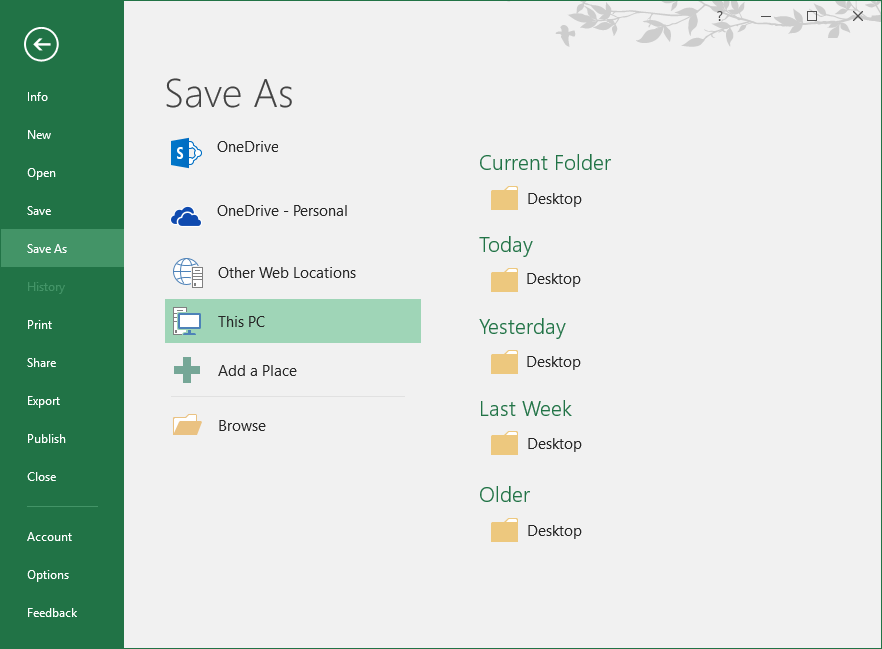 ?
Info
New
Open
Save
Save As
History
Print
Share
Export
Publish
Close
Account
Options
Feedback
Save As
OneDrive
OneDrive - Personal
Other Web Locations
This PC
Add a Place
Browse
Current Folder
Desktop
Today
Desktop
Yesterday
Desktop
Last Week
Desktop
Older
Desktop